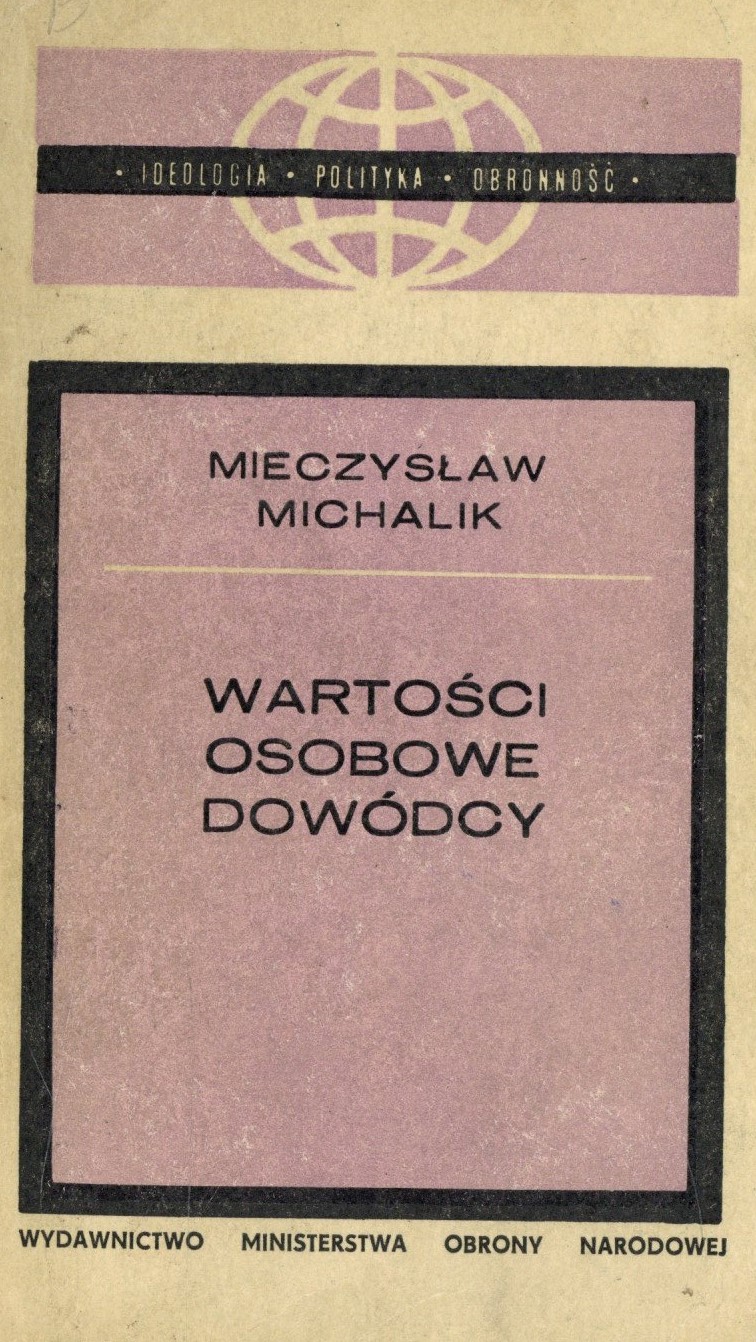 • IDEOLOGIA • POLITYKA • OBRONNOŚĆ •
MIECZYSŁAW
MICHALIK
WARTOŚCI
OSOBOWE
DOWÓDCY
WYDAWNICTWO MINISTERSTWA OBRONY NARODOWEJ